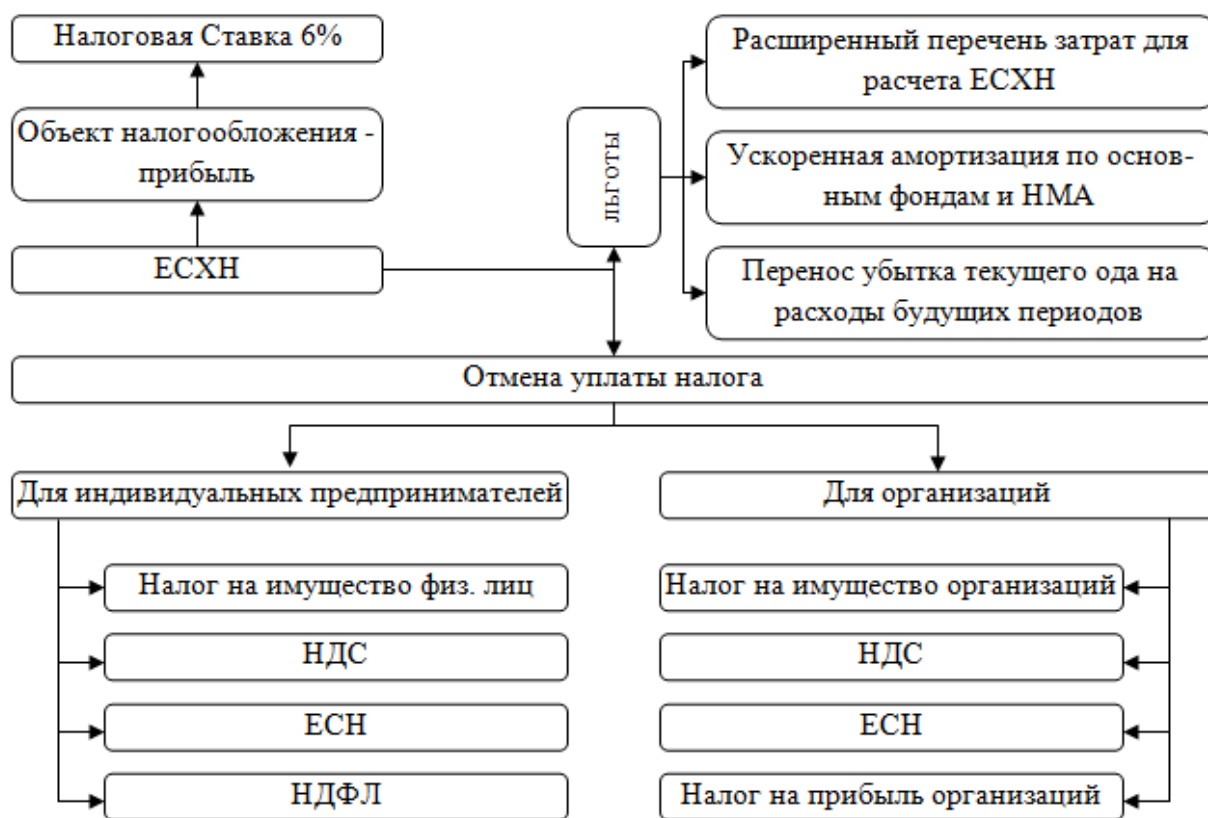 Налоговая Ставка 6%
Объект налогообложения -
прибыль
ЕСХН
льготы
Расширенный перечень затрат для
расчета ЕСХН
Ускоренная амортизация по основ-
ным фондам и НМА
Перенос убытка текущего ода на
расходы будущих периодов
Отмена уплаты налога
Для индивидуальных предпринимателей
Налог на имущество физ. лиц
НДС
ЕСН
НДФЛ
Для организаций
Налог на имущество организаций
НДС
ЕСН
Налог на прибыль организаций